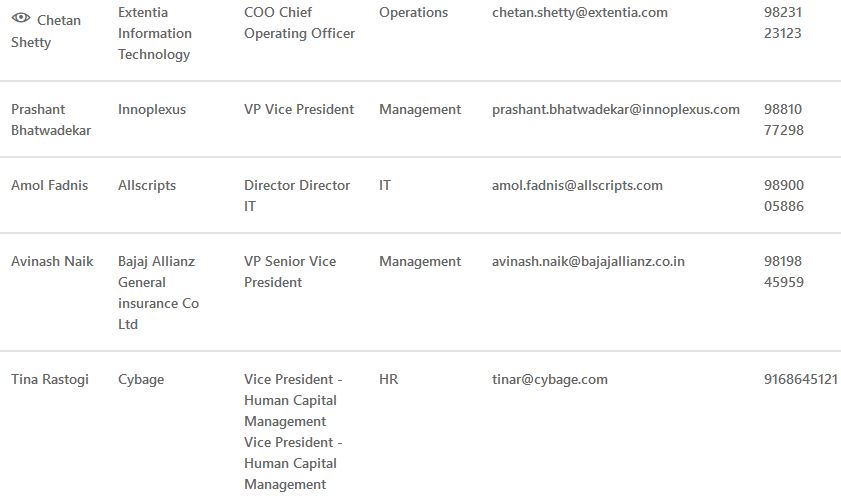 Chetan
Shetty
Extentia
Information
Technology
COO Chief
Operating Officer
Operations
chetan.shetty@extentia.com
98231
23123
Prashant
Bhatwadekar
Innoplexus
VP Vice President
Management
prashant.bhatwadekar@innoplexus.com
98810
77298
Amol Fadnis
Allscripts
Director Director
IT
IT
amol.fadnis@allscripts.com
98900
05886
Avinash Naik
Bajaj Allianz
General
insurance Co
Ltd
VP Senior Vice
President
Management
avinash.naik@bajajallianz.co.in
98198
45959
Tina Rastogi
Cybage
Vice President -
Human Capital
Management
Vice President -
Human Capital
Management
HR
tinar@cybage.com
9168645121